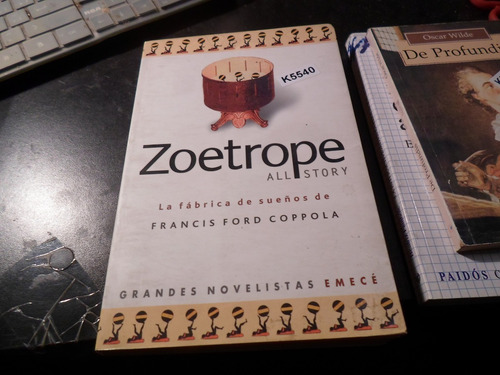 K5540
Zoetrope
ALL STORY
La fábrica de sueños de
FRANCIS FORD COPPOLA
GRANDES NOVELISTAS EMECÉ
Oscar Wilde
De Profund
PAIDÓS